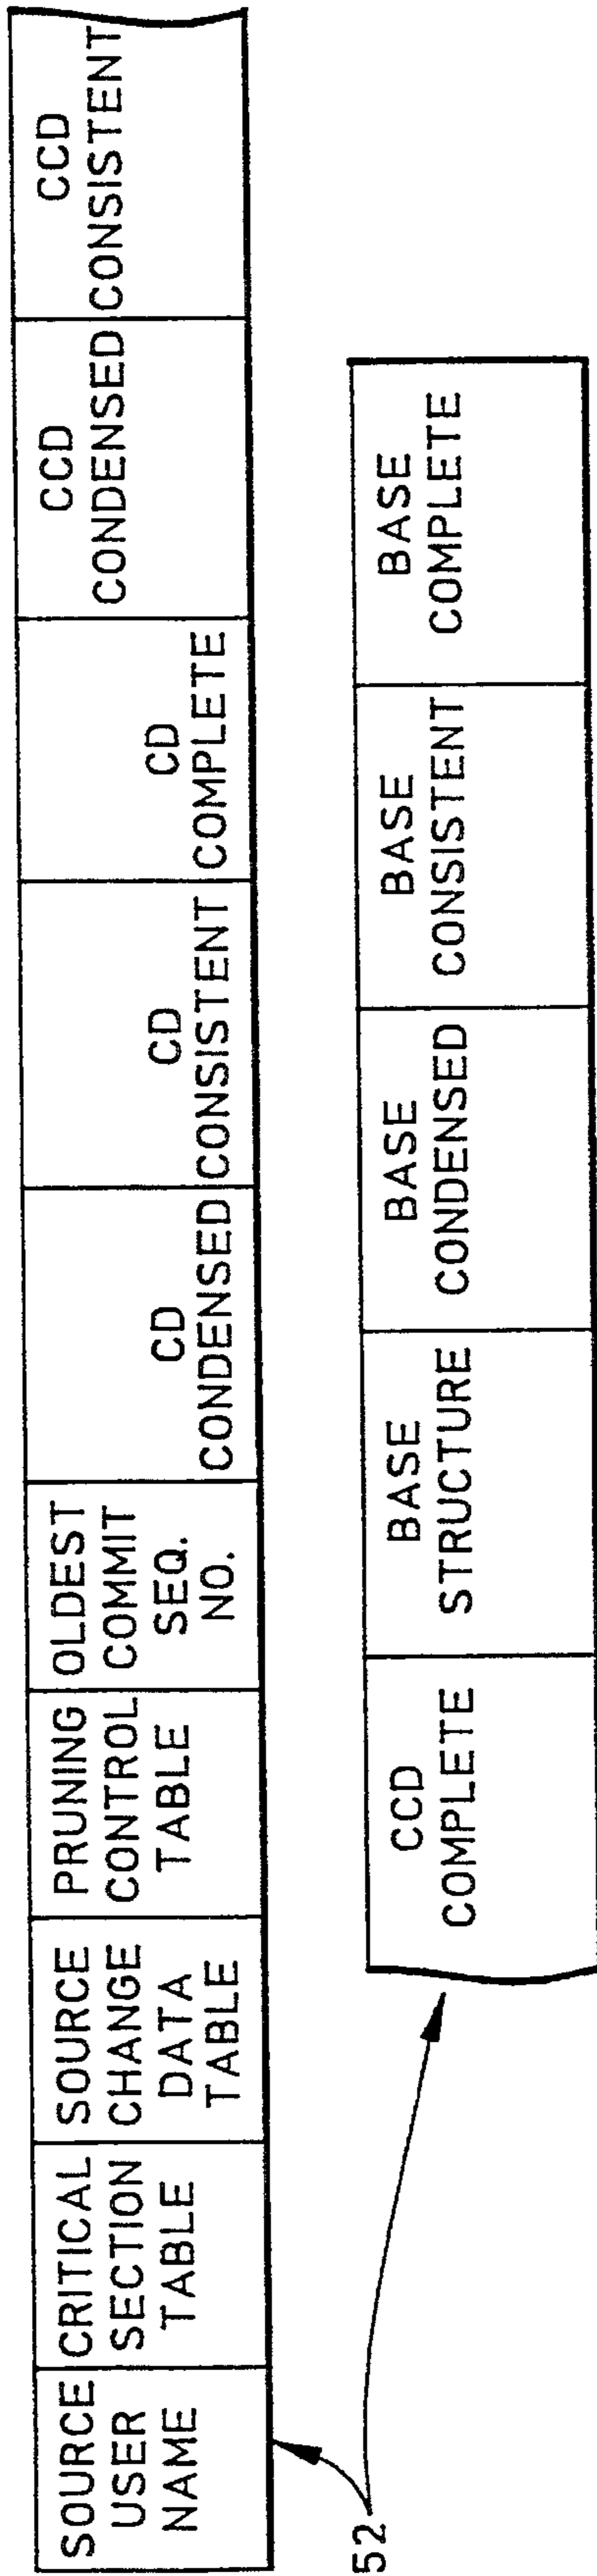 SOURCE
USER
NAME
CRITICAL
SECTION
TABLE
SOURCE
CHANGE
DATA
TABLE
PRUNING
CONTROL
TABLE
OLDEST
COMMIT
SEQ.
NO.
CD
CONDENSED
CD
CONSISTENT
CD
COMPLETE
CCD
CONDENSED
CCD
CONSISTENT
CCD
COMPLETE
BASE
STRUCTURE
BASE
CONDENSED
BASE
CONSISTENT
BASE
COMPLETE
52